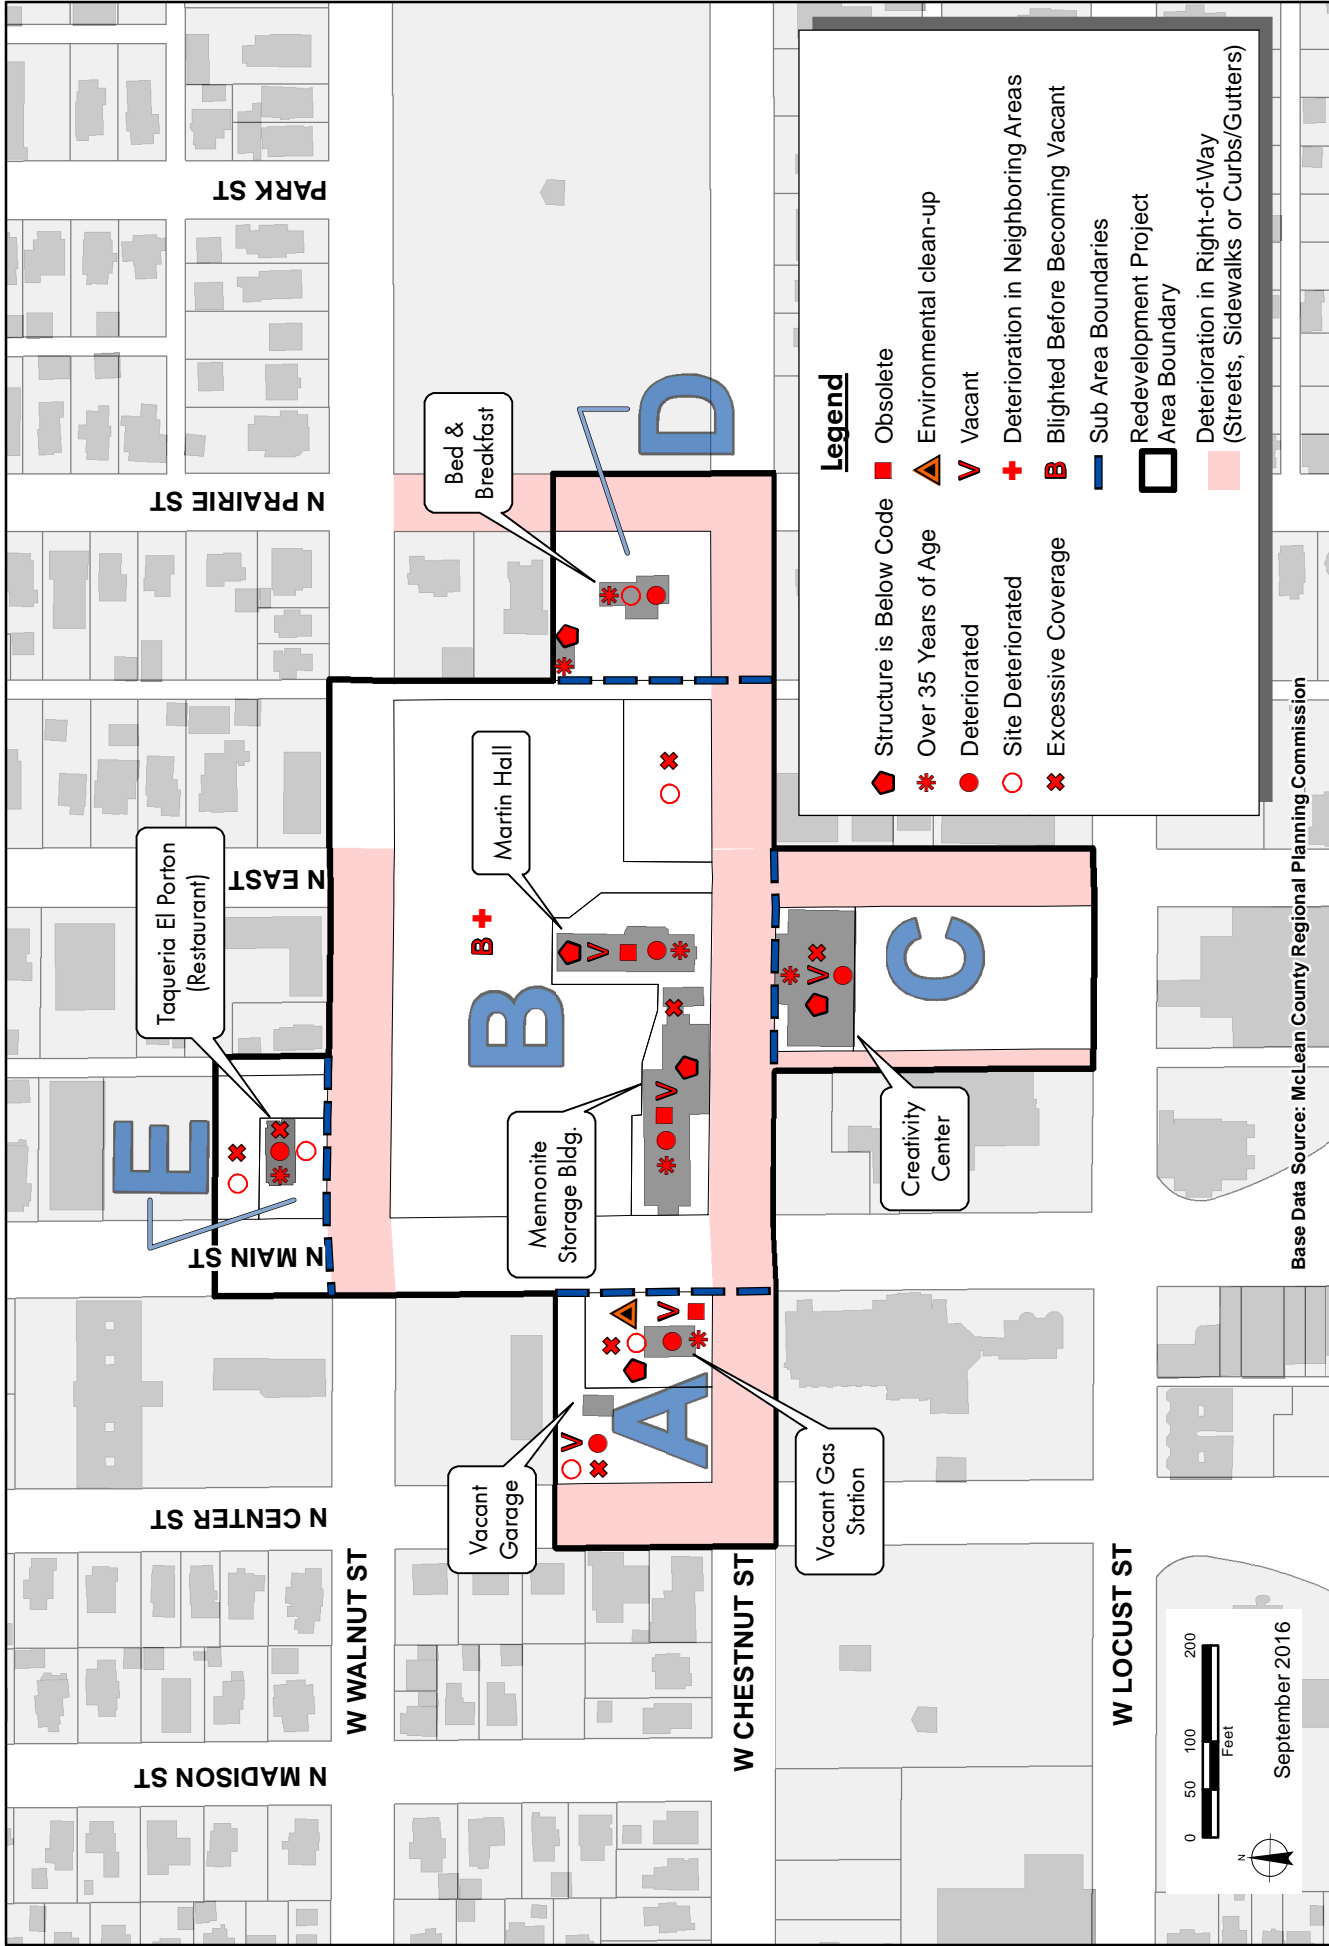 PARK ST
N PRAIRIE ST
N EAST
N MAIN ST
N CENTER ST
N MADISON ST
W WALNUT ST
W CHESTNUT ST
W LOCUST ST
Taqueria El Porton
(Restaurant)
E
Bed &
Breakfast
D
Martin Hall
B +
B
Mennonite
Storage Bldg.
V
V
C
V
Creativity
Center
A
V
V
Vacant
Garage
Vacant Gas
Station
Legend
Structure is Below Code
Over 35 Years of Age
Deteriorated
Site Deteriorated
Excessive Coverage
Obsolete
Environmental clean-up
V Vacant
+ Deterioration in Neighboring Areas
B Blighted Before Becoming Vacant
Sub Area Boundaries
Redevelopment Project
Area Boundary
Deterioration in Right-of-Way
(Streets, Sidewalks or Curbs/Gutters)
Base Data Source: McLean County Regional Planning Commission
N
0 50 100 200
Feet
September 2016